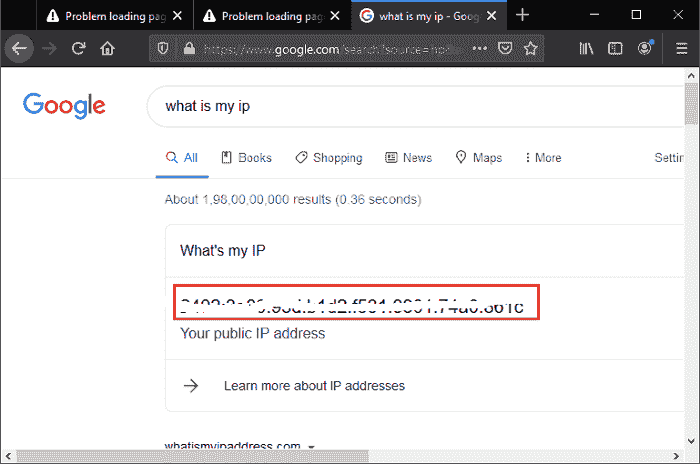 Problem loading pag
Problem loading pag
what is my ip - Goog
https://www.google.com/search?source=hp&
Google
what is my ip
All
Books
Shopping
News
Maps
More
Settin
About 1,98,00,00,000 results (0.36 seconds)
What's my IP
Your public IP address
Learn more about IP addresses
whatismyipaddress.com